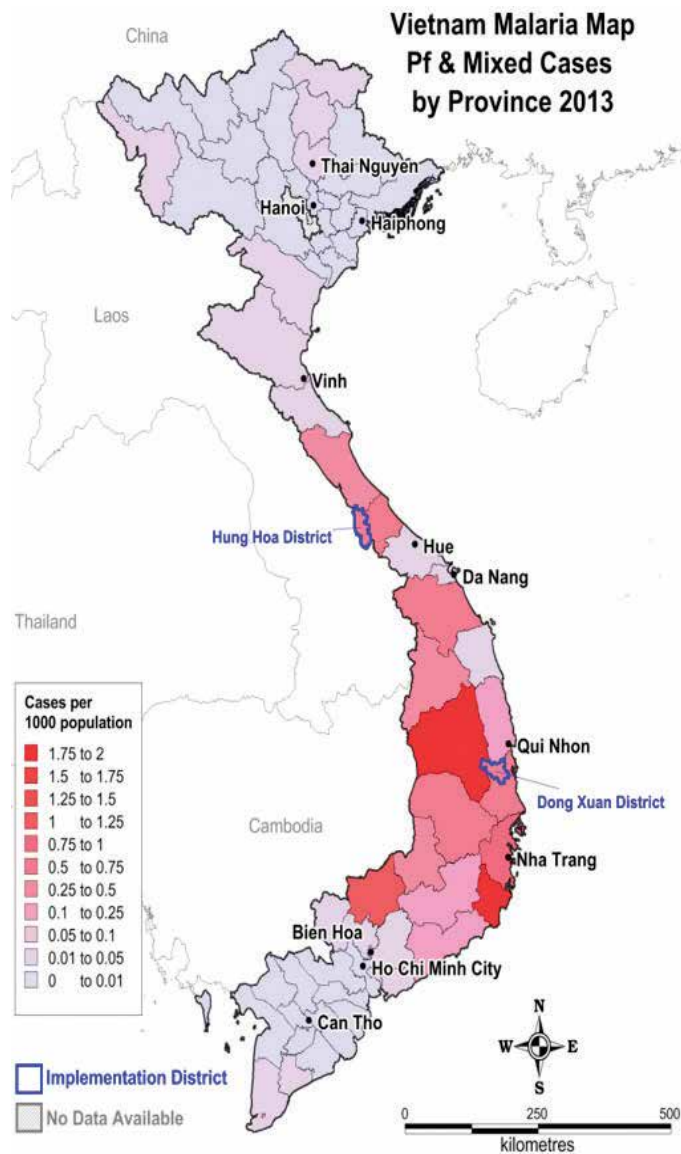 Vietnam Malaria Map
Pf & Mixed Cases
by Province 2013
China
Thai Nguyen
Hanoi
Haiphong
Laos
Vinh
Hung Hoa District
Hue
Da Nang
Thailand
Cases per
1000 population
1.75 to 2
1.5 to 1.75
1.25 to 1.5
1 to 1.25
0.75 to 1
0.5 to 0.75
0.25 to 0.5
0.1 to 0.25
0.05 to 0.1
0.01 to 0.05
0 to 0.01
Qui Nhon
Dong Xuan District
Cambodia
Nha Trang
Bien Hoa
Ho Chi Minh City
Can Tho
N
W E
S
Implementation District
No Data Available
0 250 500
kilometres